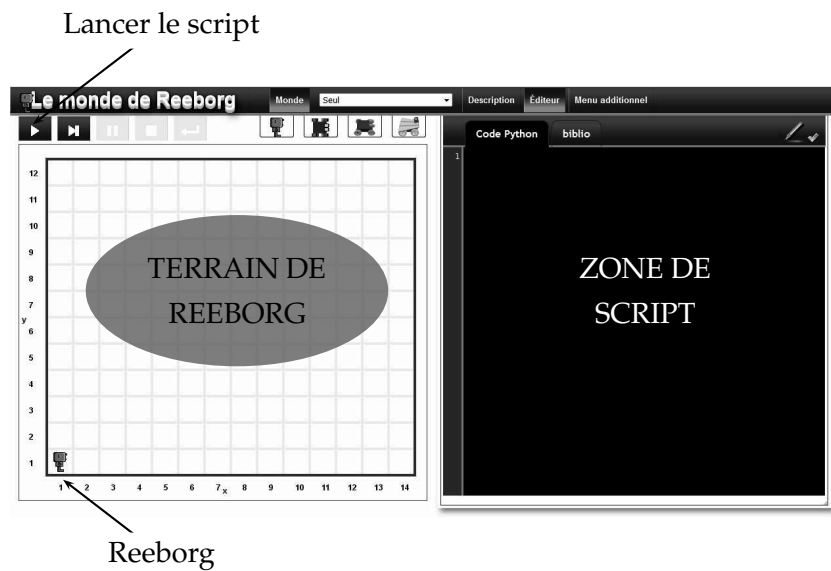 Lancer le script
Le monde de Reeborg Monde Seul Description Éditeur Menu additionnel
Code Python biblio
1
12
11
10
9
8
7
y
6
5
4
3
2
1
TERRAIN DE
REEBORG
ZONE DE
SCRIPT
1 2 3 4 5 6 7 x 8 9 10 11 12 13 14
Reeborg